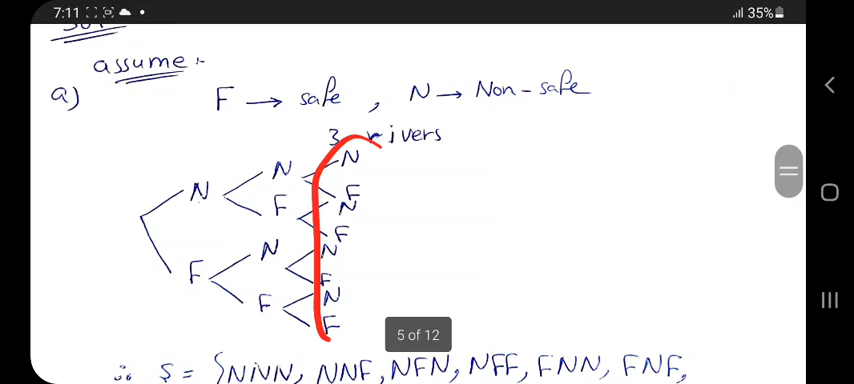 7:11
35%
assume :-
a) F → safe , N → Non-safe
3 rivers
N
N
N
F
F
N
F
N
N
F
F
F
N
F
5 of 12
∴ S = {NNN, NNF, NFN, NFF, FNN, FNF,